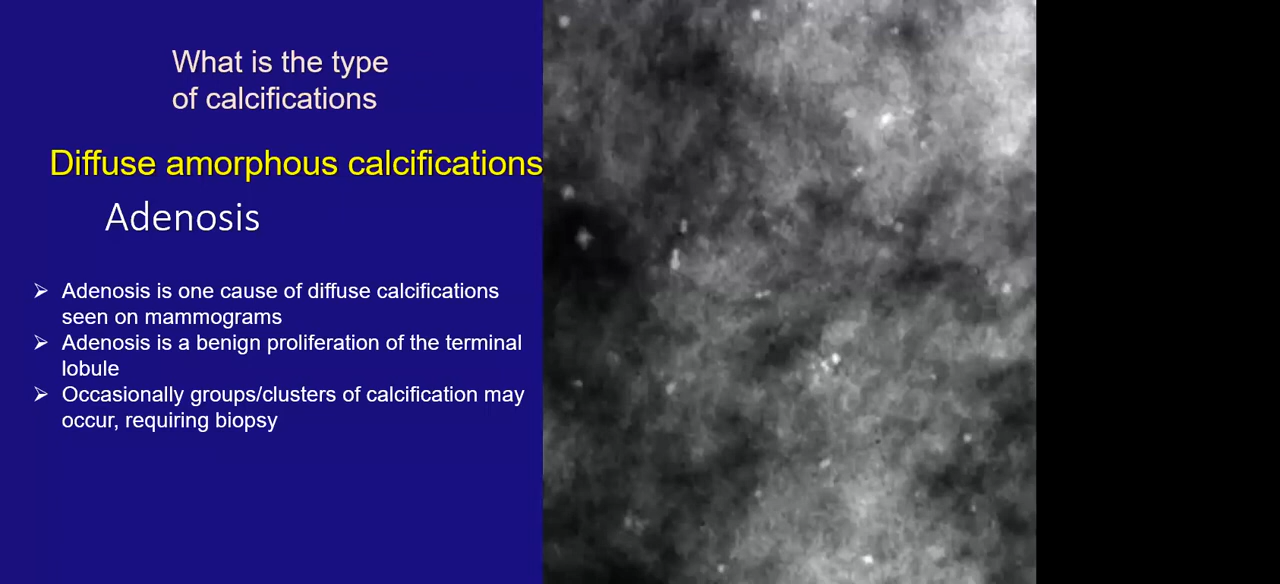 What is the type
of calcifications
Diffuse amorphous calcifications
Adenosis
➢ Adenosis is one cause of diffuse calcifications
seen on mammograms
➢ Adenosis is a benign proliferation of the terminal
lobule
➢ Occasionally groups/clusters of calcification may
occur, requiring biopsy